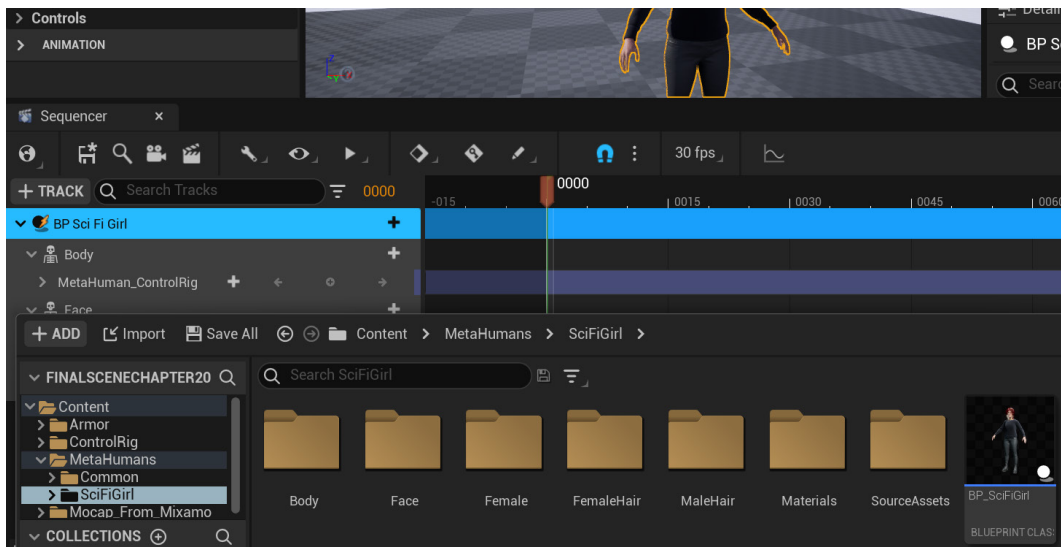 Controls
ANIMATION
Z
Y
Detail
BP S
Sear
Sequencer
30 fps
+ TRACK
Search Tracks
0000
-015
0000
0015
0030
0045
0060
BP Sci Fi Girl
Body
MetaHuman_ControlRig
Face
+ ADD
Import
Save All
Content > MetaHumans > SciFiGirl >
FINALSCENECHAPTER20
Search SciFiGirl
Content
Armor
ControlRig
MetaHumans
Common
SciFiGirl
Mocap_From_Mixamo
COLLECTIONS
Body
Face
Female
FemaleHair
MaleHair
Materials
SourceAssets
BP_SciFiGirl
BLUEPRINT CLAS